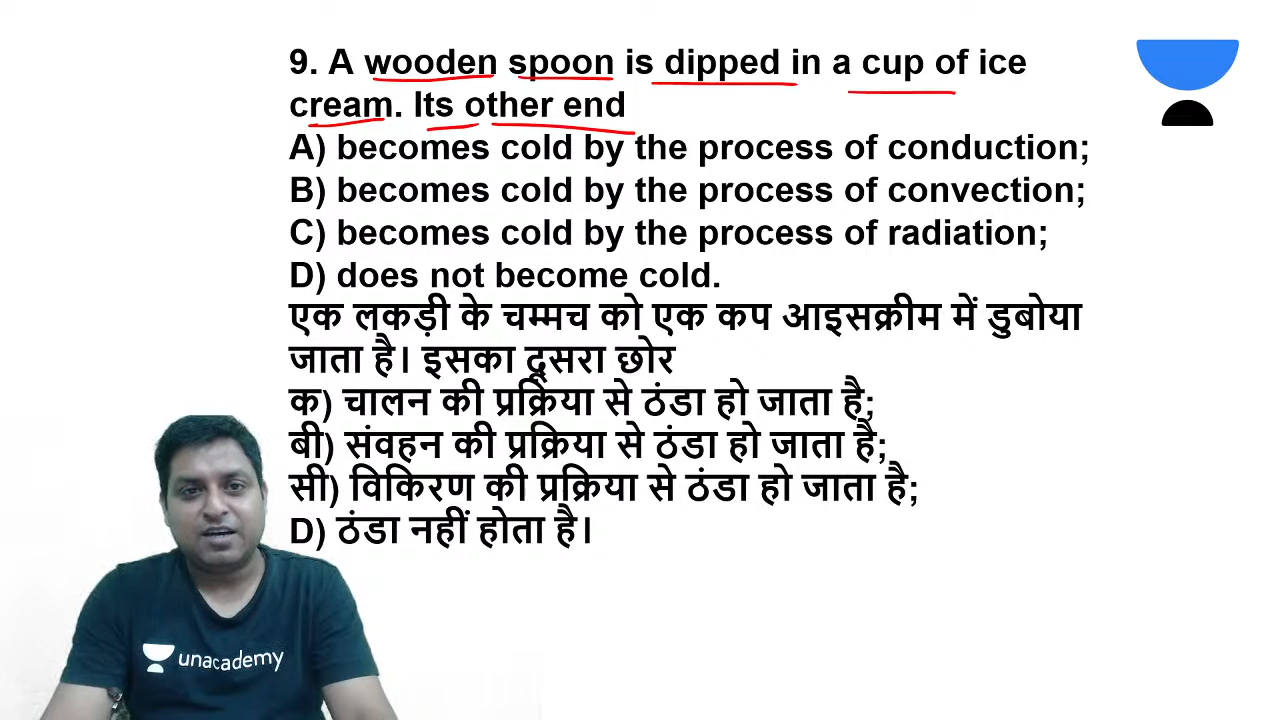 9. A wooden spoon is dipped in a cup of ice
cream. Its other end
A) becomes cold by the process of conduction;
B) becomes cold by the process of convection;
C) becomes cold by the process of radiation;
D) does not become cold.
एक लकड़ी के चम्मच को एक कप आइसक्रीम में डुबोया
जाता है। इसका दूसरा छोर
क) चालन की प्रक्रिया से ठंडा हो जाता है;
बी) संवहन की प्रक्रिया से ठंडा हो जाता है;
सी) विकिरण की प्रक्रिया से ठंडा हो जाता है;
D) ठंडा नहीं होता है।
unacademy